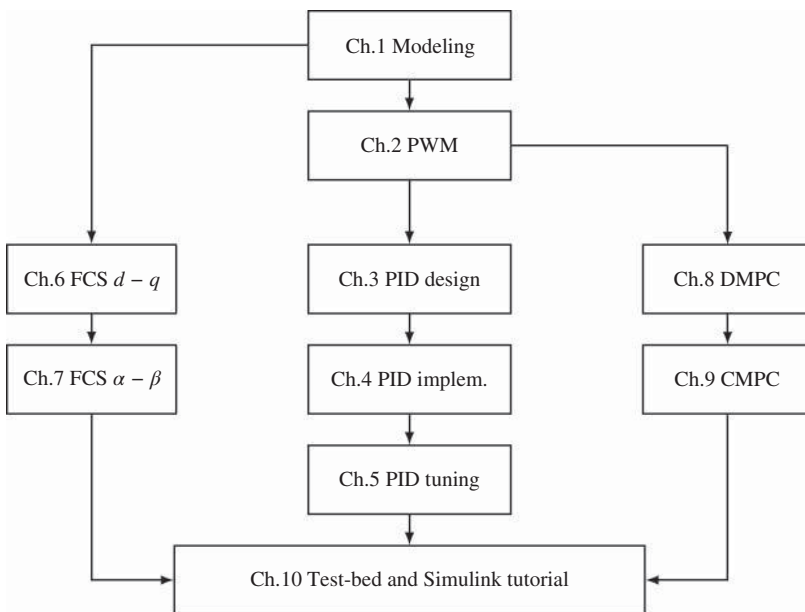 Ch.1 Modeling
Ch.2 PWM
Ch.6 FCS d − q
Ch.3 PID design
Ch.8 DMPC
Ch.7 FCS α − β
Ch.4 PID implem.
Ch.9 CMPC
Ch.5 PID tuning
Ch.10 Test-bed and Simulink tutorial